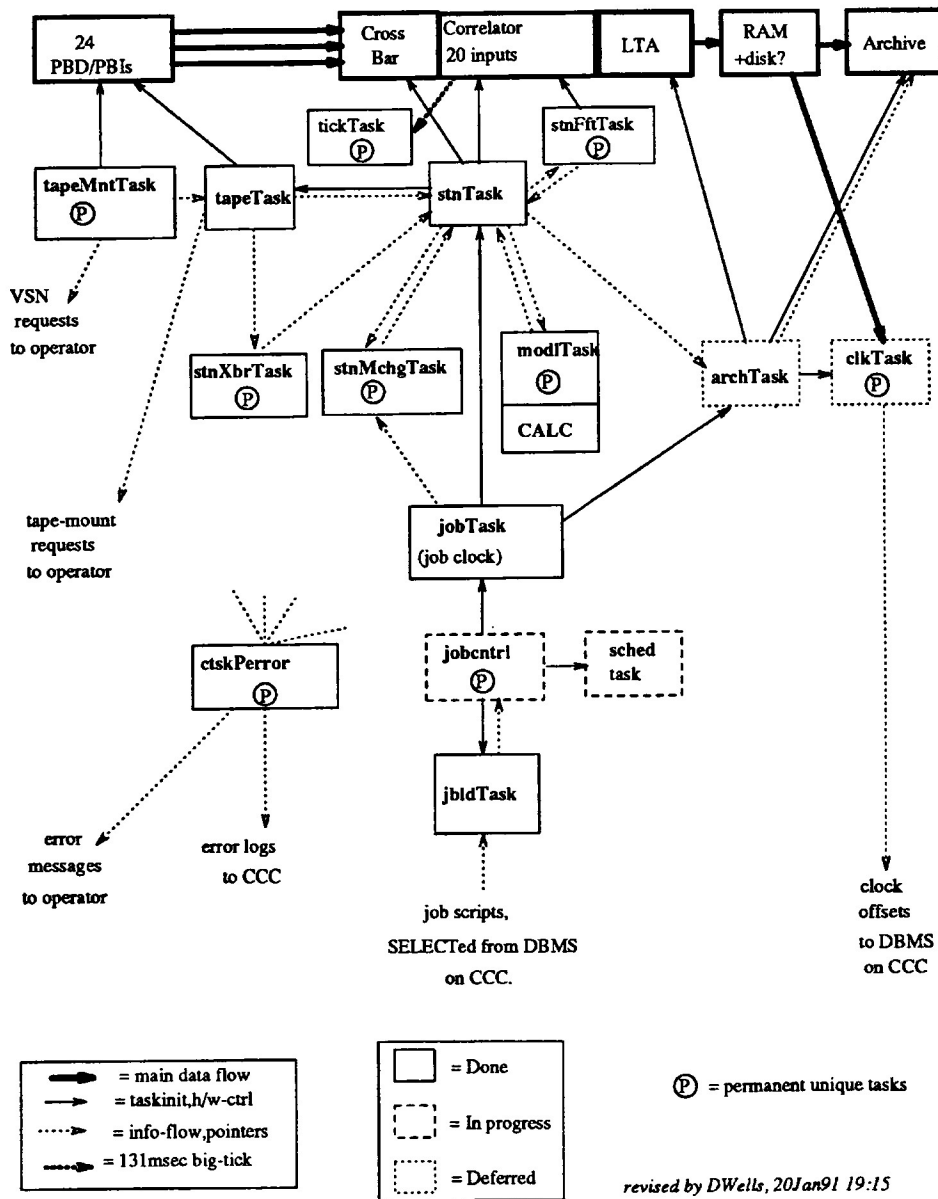 24
PBD/PBIs
Cross
Bar
Correlator
20 inputs
LTA
RAM
+disk?
Archive
tickTask
P
stnFftTask
P
tapeMntTask
P
tapeTask
stnTask
VSN
requests
to operator
stnXbrTask
P
stnMchgTask
P
modlTask
P
CALC
archTask
clkTask
P
tape-mount
requests
to operator
jobTask
(job clock)
ctskPerror
P
jobcntrl
P
sched
task
jbldTask
error
messages
to operator
error logs
to CCC
job scripts,
SELECTed from DBMS
on CCC.
clock
offsets
to DBMS
on CCC
= main data flow
= taskinit,h/w-ctrl
= info-flow,pointers
= 131msec big-tick
= Done
= In progress
= Deferred
P = permanent unique tasks
revised by DWells, 20Jan91 19:15